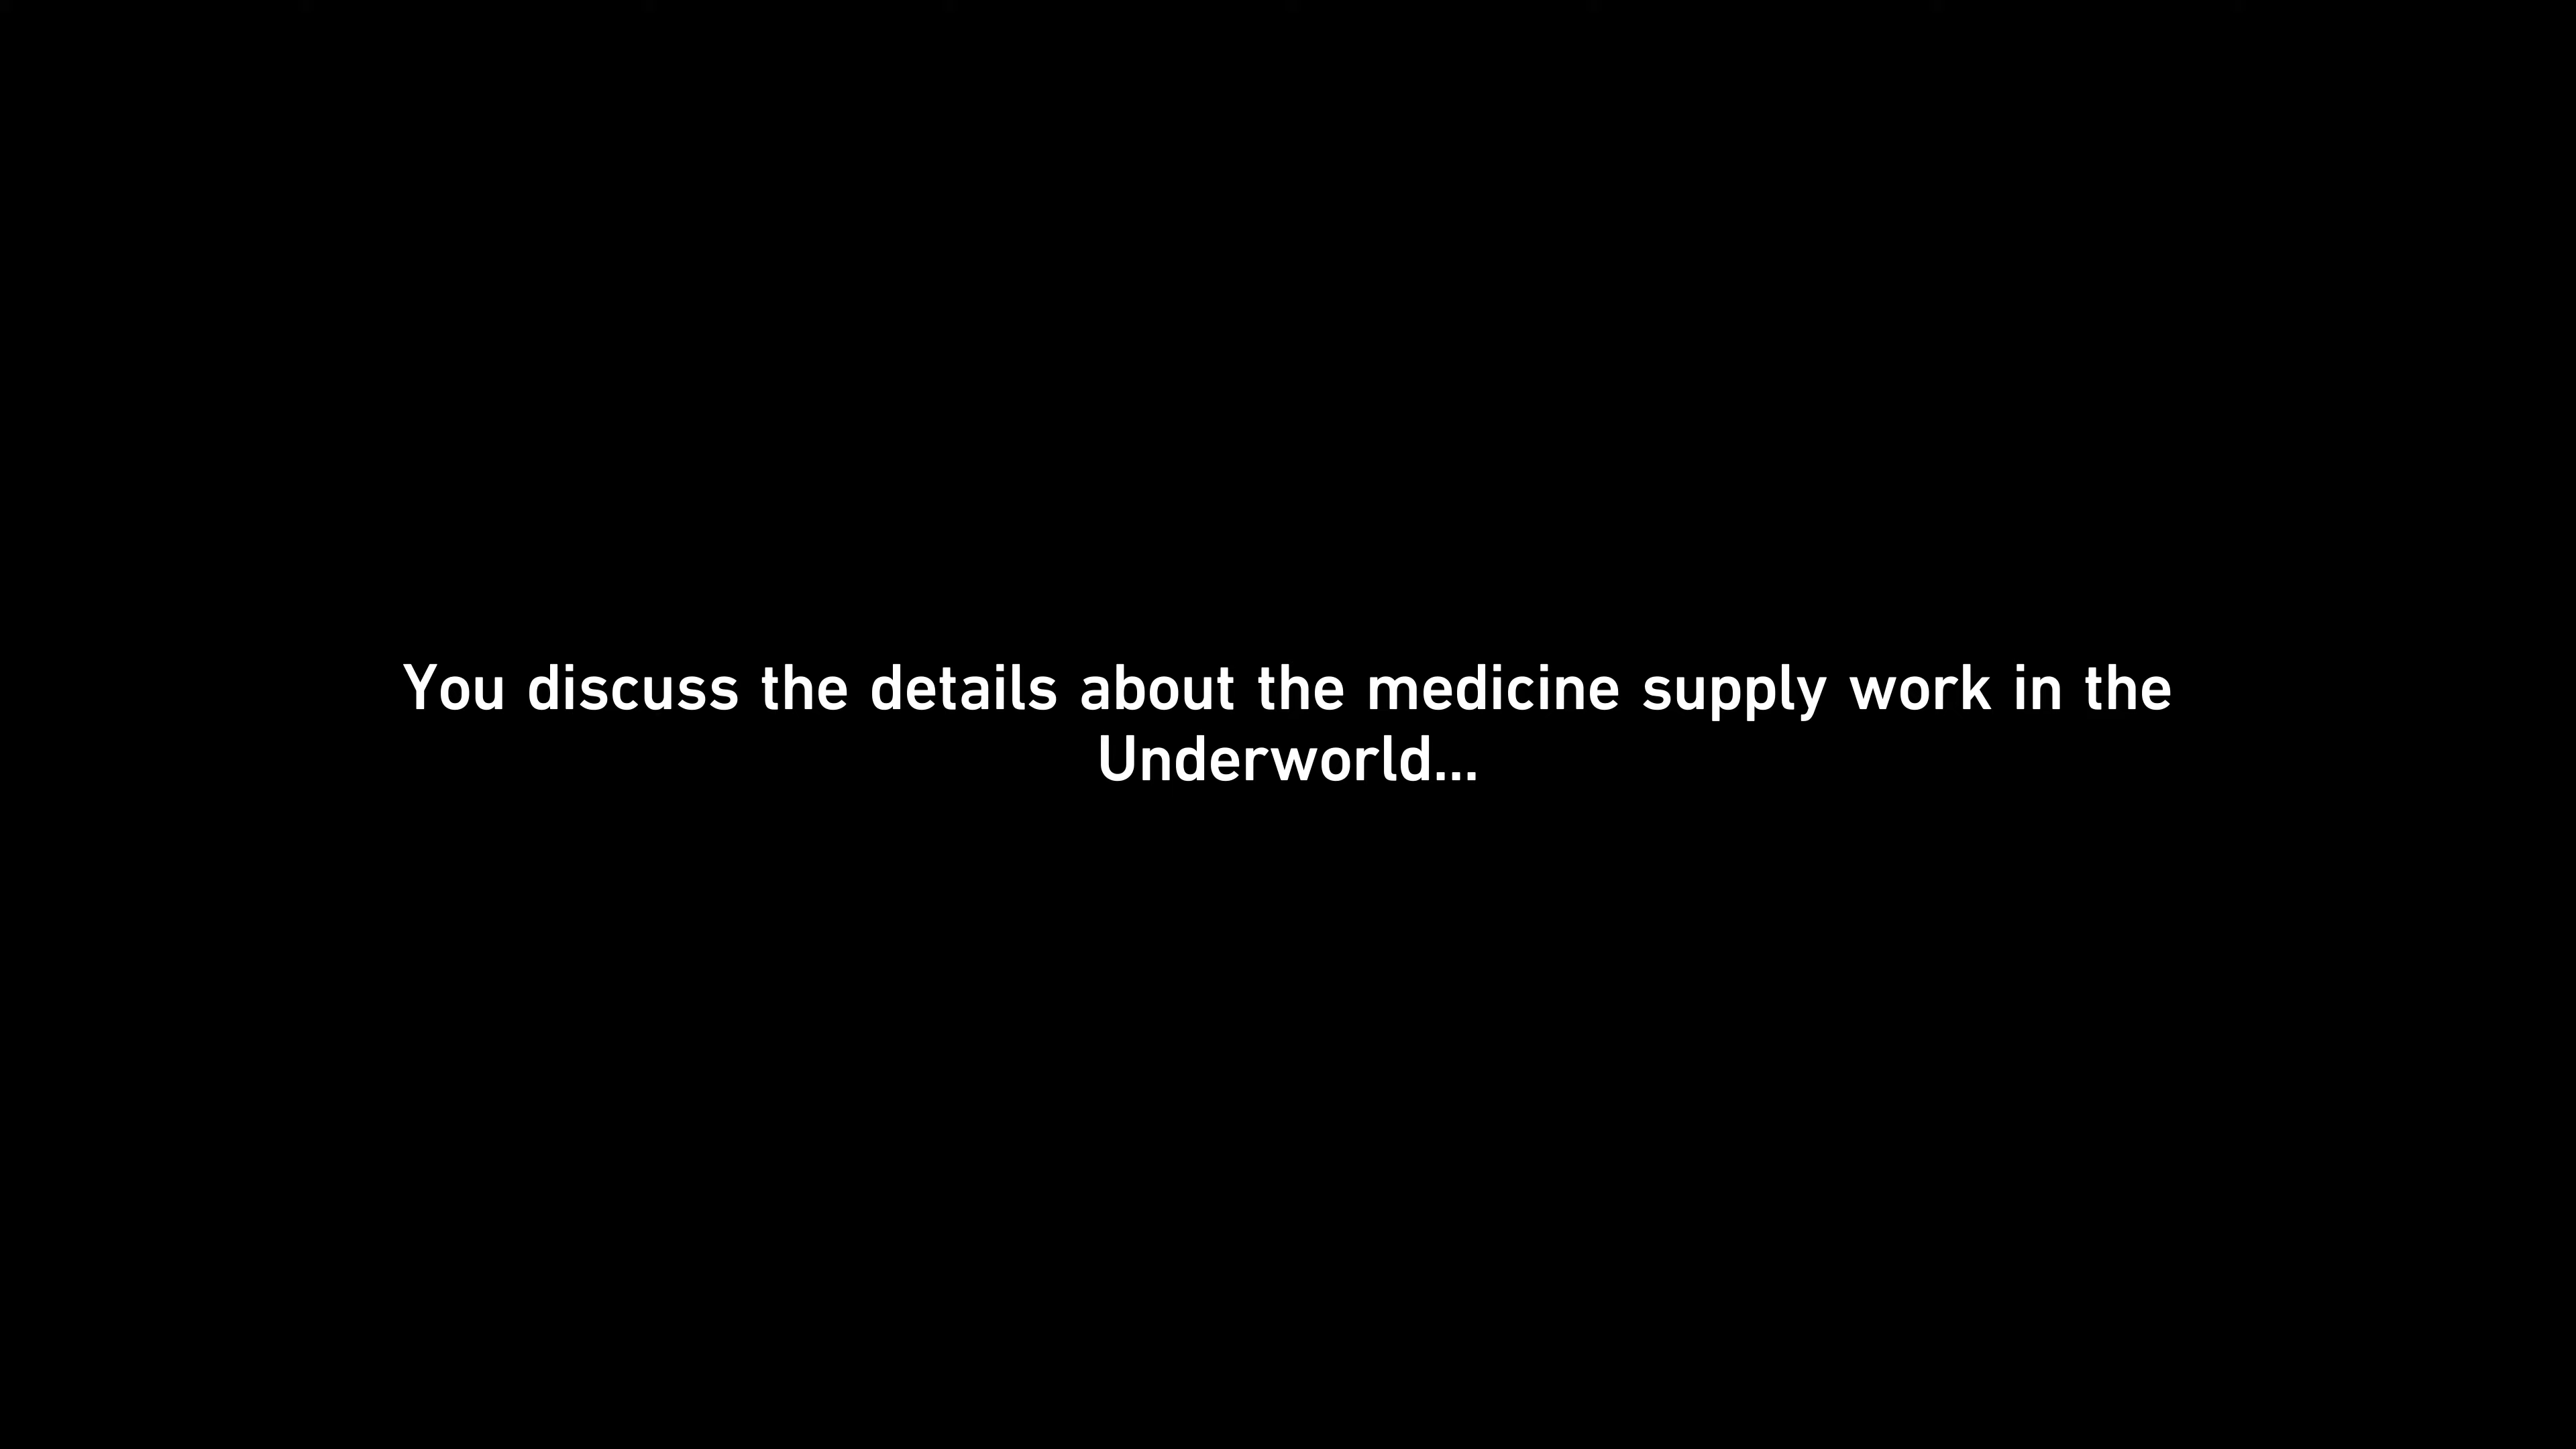 You discuss the details about the medicine supply work in the
Underworld...